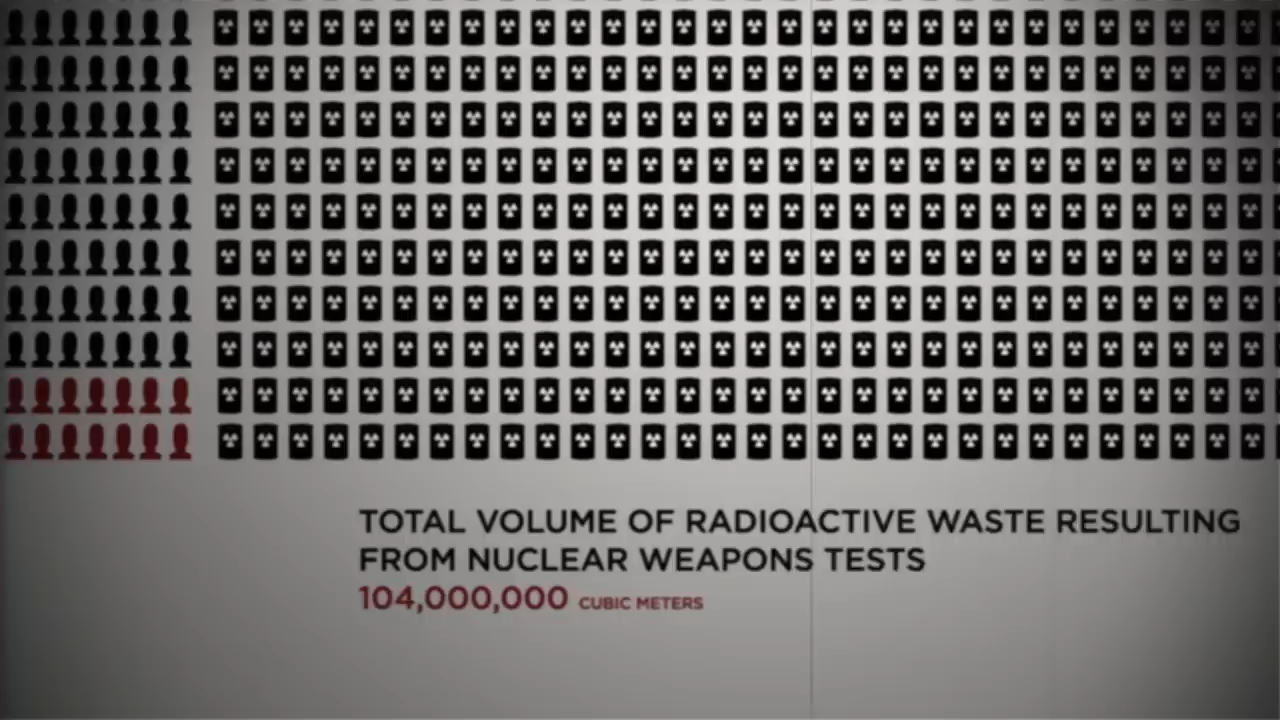 TOTAL VOLUME OF RADIOACTIVE WASTE RESULTING
FROM NUCLEAR WEAPONS TESTS
104,000,000 CUBIC METERS